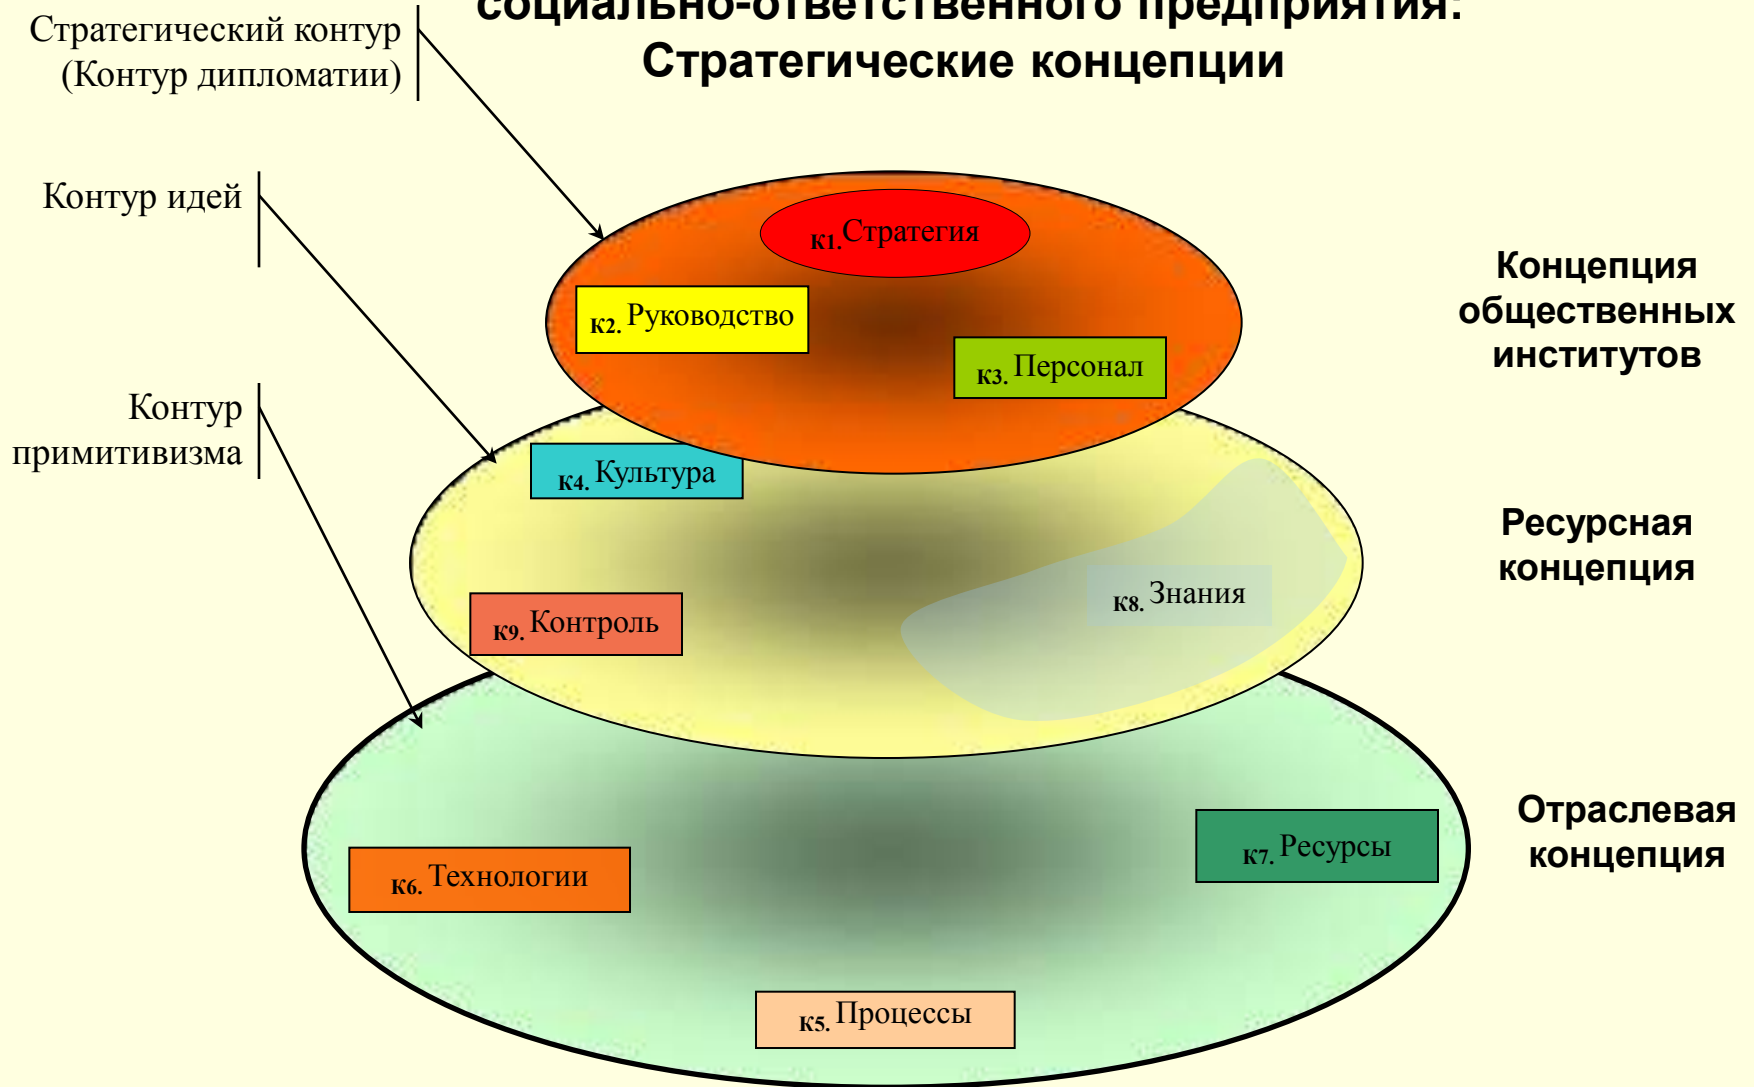 социально-ответственного предприятия:
Стратегические концепции
Стратегический контур
(Контур дипломатии)
Контур идей
Контур
примитивизма
К1. Стратегия
К2. Руководство
К3. Персонал
Концепция
общественных
институтов
К4. Культура
К9. Контроль
К8. Знания
Ресурсная
концепция
К6. Технологии
К7. Ресурсы
К5. Процессы
Отраслевая
концепция